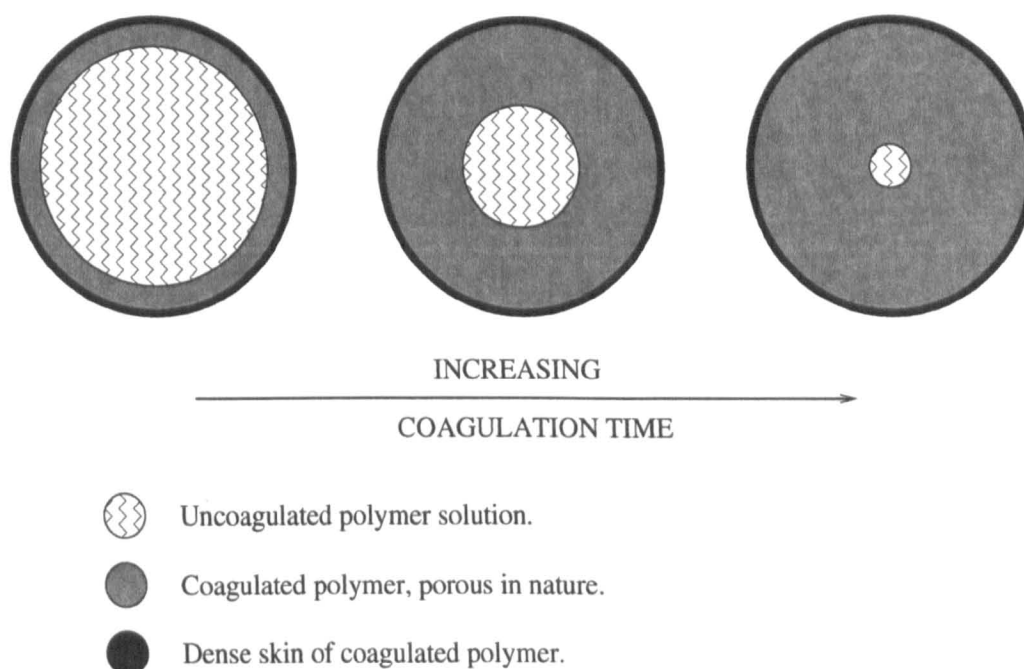 INCREASING
COAGULATION TIME
Uncoagulated polymer solution.
Coagulated polymer, porous in nature.
Dense skin of coagulated polymer.